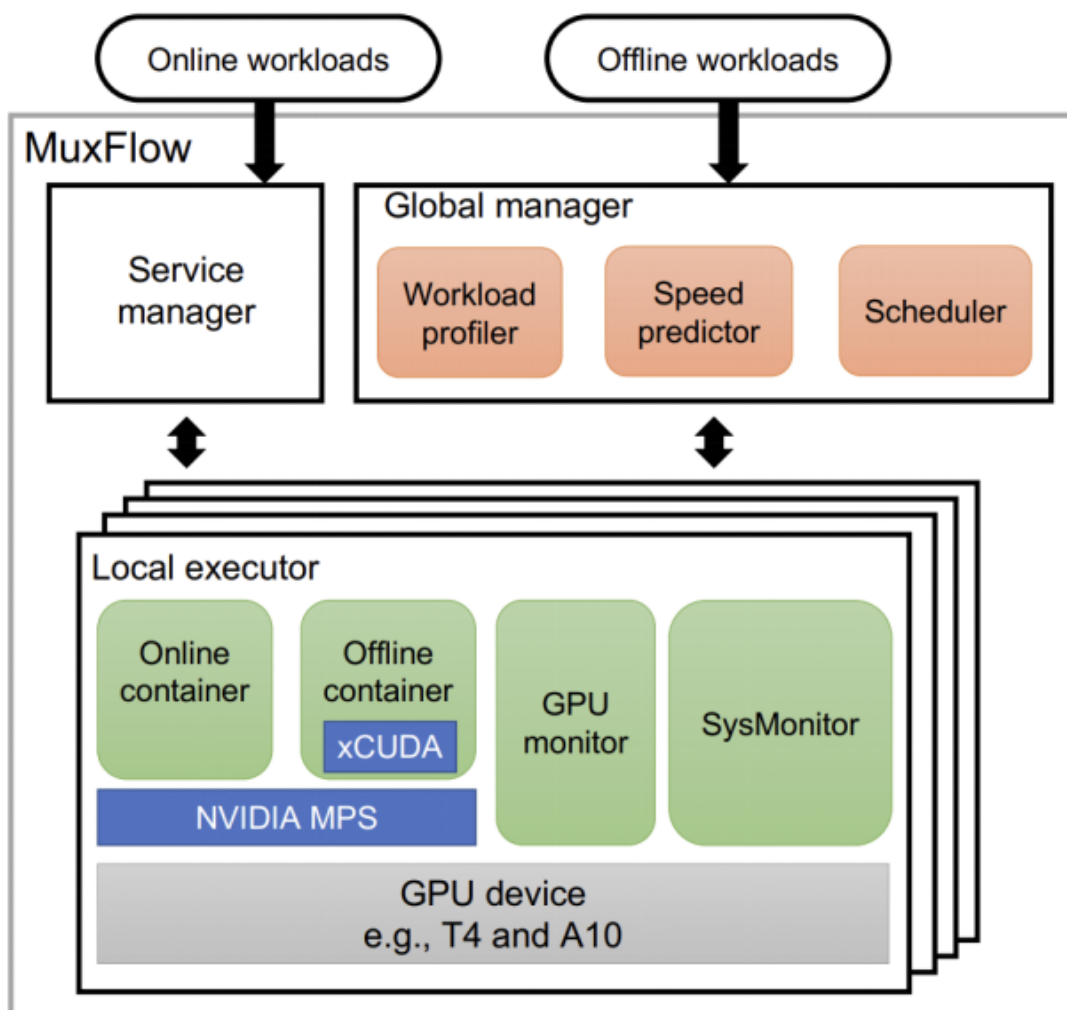 Online workloads
Offline workloads
MuxFlow
Service
manager
Global manager
Workload
profiler
Speed
predictor
Scheduler
Local executor
Online
container
Offline
container
xCUDA
NVIDIA MPS
GPU
monitor
SysMonitor
GPU device
e.g., T4 and A10